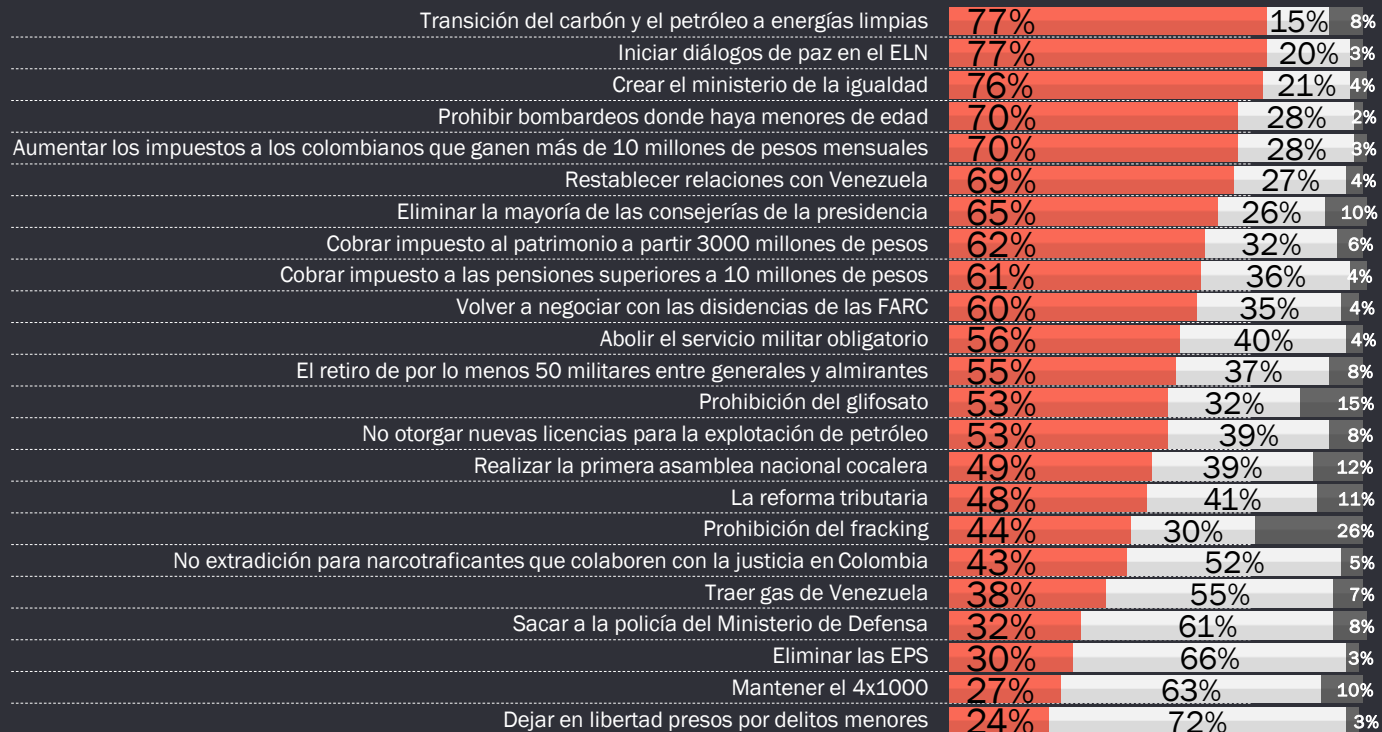 Transición del carbón y el petróleo a energías limpias 77% 15% 8%
Iniciar diálogos de paz en el ELN 77% 20% 3%
Crear el ministerio de la igualdad 76% 21% 4%
Prohibir bombardeos donde haya menores de edad 70% 28% 2%
Aumentar los impuestos a los colombianos que ganen más de 10 millones de pesos mensuales 70% 28% 3%
Restablecer relaciones con Venezuela 69% 27% 4%
Eliminar la mayoría de las consejerías de la presidencia 65% 26% 10%
Cobrar impuesto al patrimonio a partir 3000 millones de pesos 62% 32% 6%
Cobrar impuesto a las pensiones superiores a 10 millones de pesos 61% 36% 4%
Volver a negociar con las disidencias de las FARC 60% 35% 4%
Abolir el servicio militar obligatorio 56% 40% 4%
El retiro de por lo menos 50 militares entre generales y almirantes 55% 37% 8%
Prohibición del glifosato 53% 32% 15%
No otorgar nuevas licencias para la explotación de petróleo 53% 39% 8%
Realizar la primera asamblea nacional cocalera 49% 39% 12%
La reforma tributaria 48% 41% 11%
Prohibición del fracking 44% 30% 26%
No extradición para narcotraficantes que colaboren con la justicia en Colombia 43% 52% 5%
Traer gas de Venezuela 38% 55% 7%
Sacar a la policía del Ministerio de Defensa 32% 61% 8%
Eliminar las EPS 30% 66% 3%
Mantener el 4x1000 27% 63% 10%
Dejar en libertad presos por delitos menores 24% 72% 3%